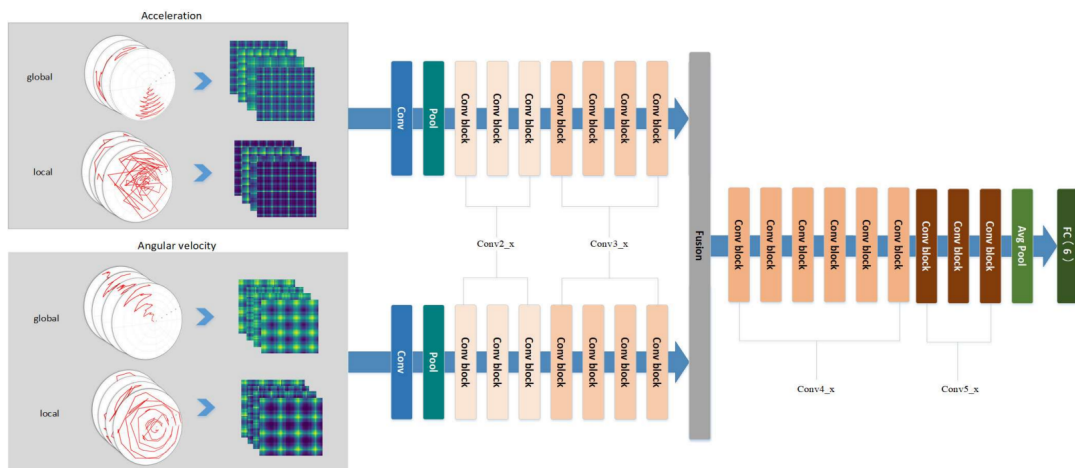 Acceleration
global
local
Conv
Pool
Conv block
Conv block
Conv block
Conv block
Conv block
Conv block
Conv block
Conv2_x
Conv3_x
Angular velocity
global
local
Conv
Pool
Conv block
Conv block
Conv block
Conv block
Conv block
Conv block
Conv block
Fusion
Conv block
Conv block
Conv block
Conv block
Conv block
Conv block
Conv block
Conv block
Conv block
Avg Pool
FC（6）
Conv4_x
Conv5_x